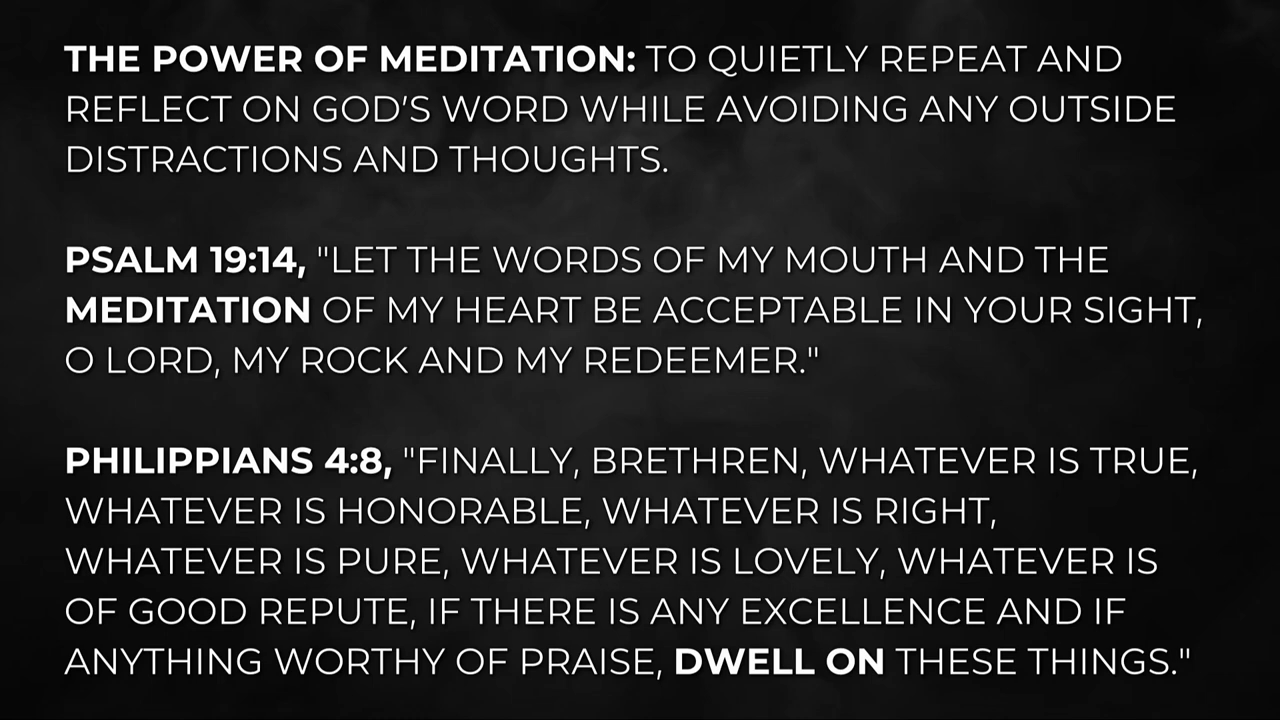 THE POWER OF MEDITATION: TO QUIETLY REPEAT AND
REFLECT ON GOD'S WORD WHILE AVOIDING ANY OUTSIDE
DISTRACTIONS AND THOUGHTS.
PSALM 19:14, "LET THE WORDS OF MY MOUTH AND THE
MEDITATION OF MY HEART BE ACCEPTABLE IN YOUR SIGHT,
O LORD, MY ROCK AND MY REDEEMER."
PHILIPPIANS 4:8, "FINALLY, BRETHREN, WHATEVER IS TRUE,
WHATEVER IS HONORABLE, WHATEVER IS RIGHT,
WHATEVER IS PURE, WHATEVER IS LOVELY, WHATEVER IS
OF GOOD REPUTE, IF THERE IS ANY EXCELLENCE AND IF
ANYTHING WORTHY OF PRAISE, DWELL ON THESE THINGS."